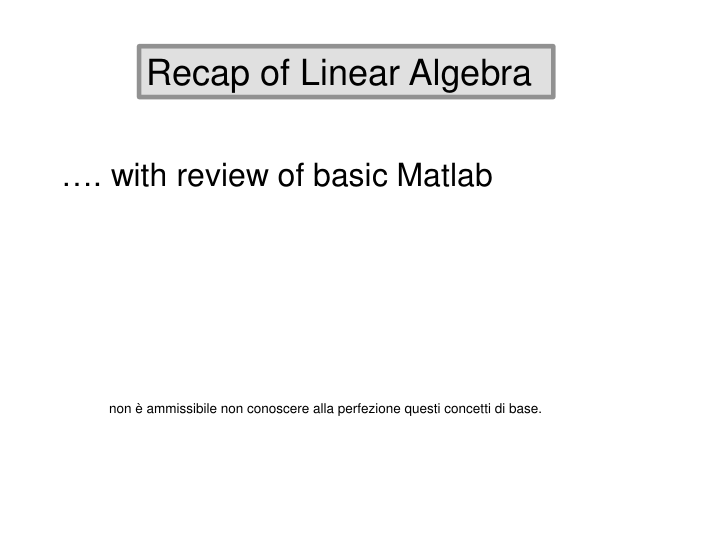 Recap of Linear Algebra
…. with review of basic Matlab
non è ammissibile non conoscere alla perfezione questi concetti di base.